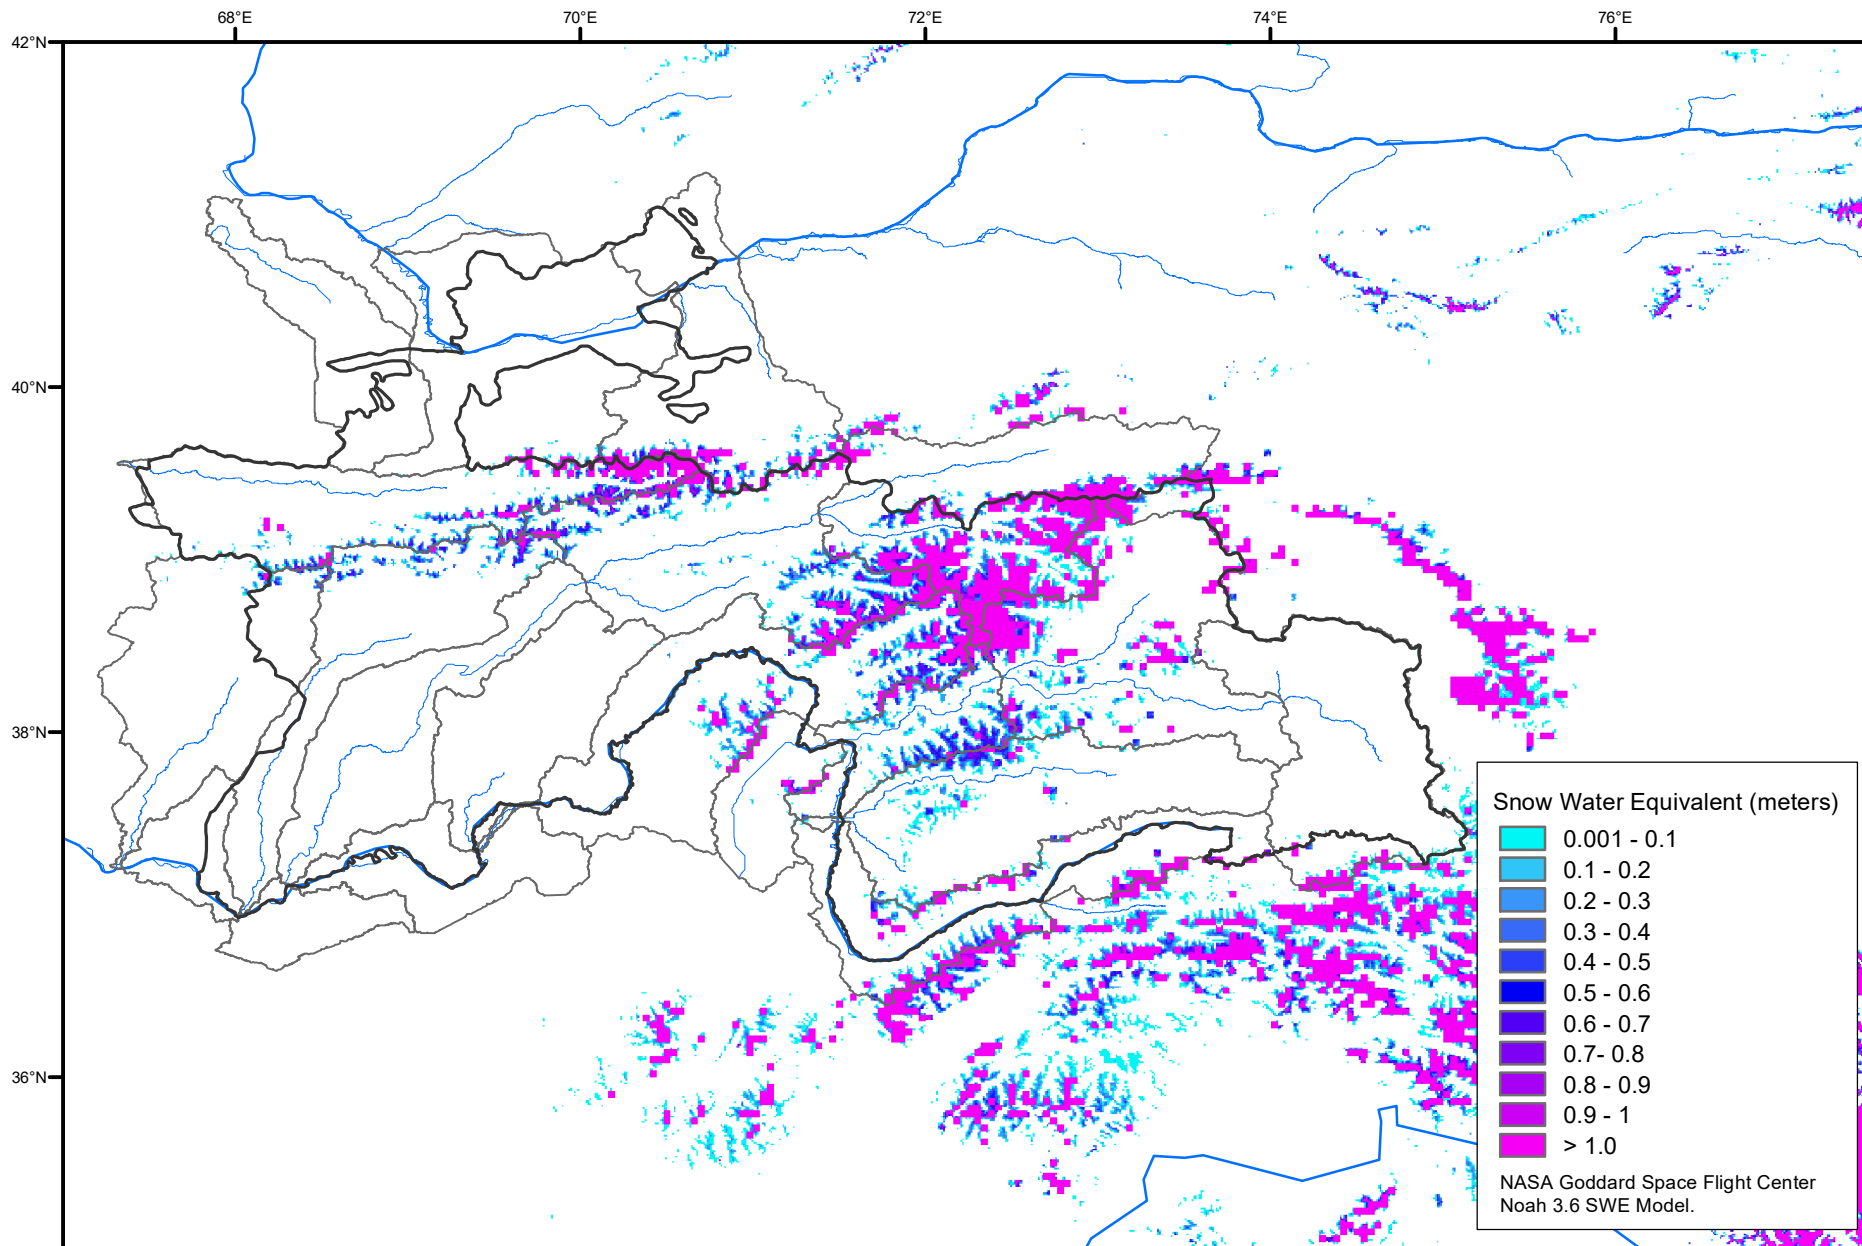 68°E 70°E 72°E 74°E 76°E
42°N
40°N
38°N
36°N
Snow Water Equivalent (meters)
0.001 - 0.1
0.1 - 0.2
0.2 - 0.3
0.3 - 0.4
0.4 - 0.5
0.5 - 0.6
0.6 - 0.7
0.7- 0.8
0.8 - 0.9
0.9 - 1
> 1.0
NASA Goddard Space Flight Center
Noah 3.6 SWE Model.